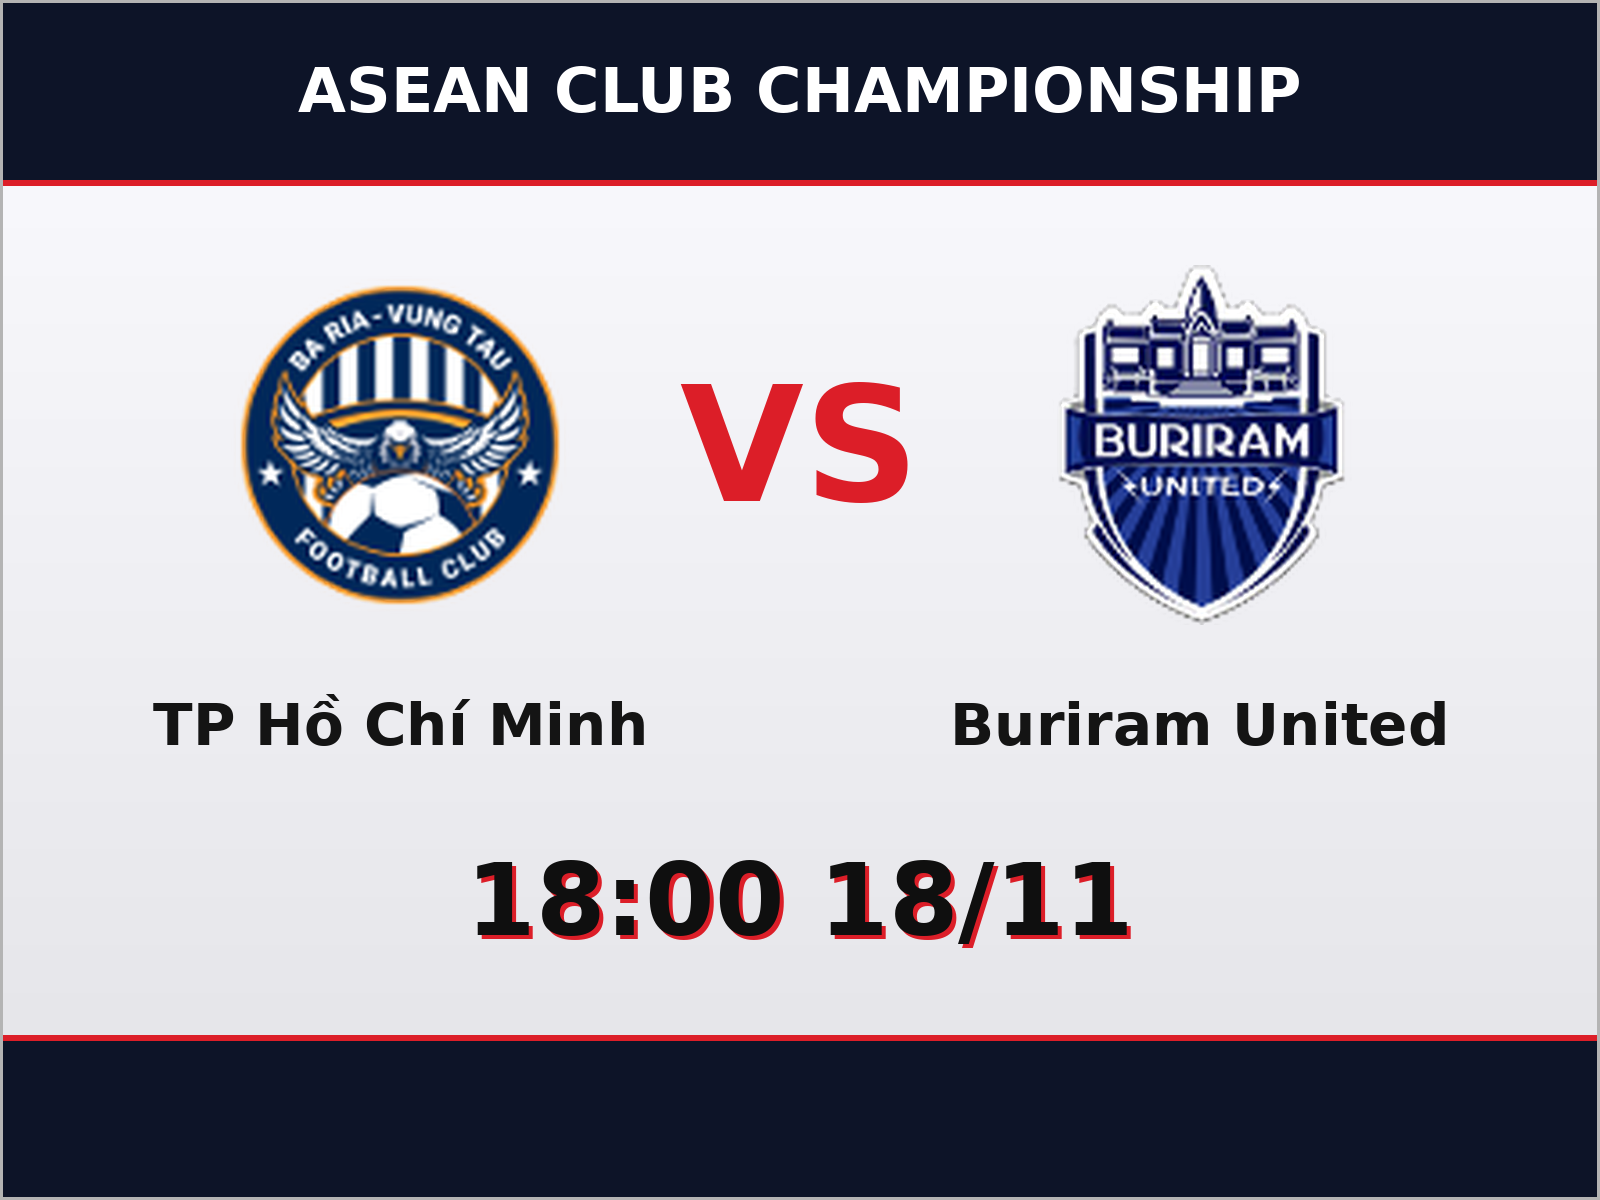 ASEAN CLUB CHAMPIONSHIP
BA RIA-VUNG TAU
FOOTBALL CLUB
VS
BURIRAM
UNITED
TP Hồ Chí Minh
Buriram United
18:00 18/11